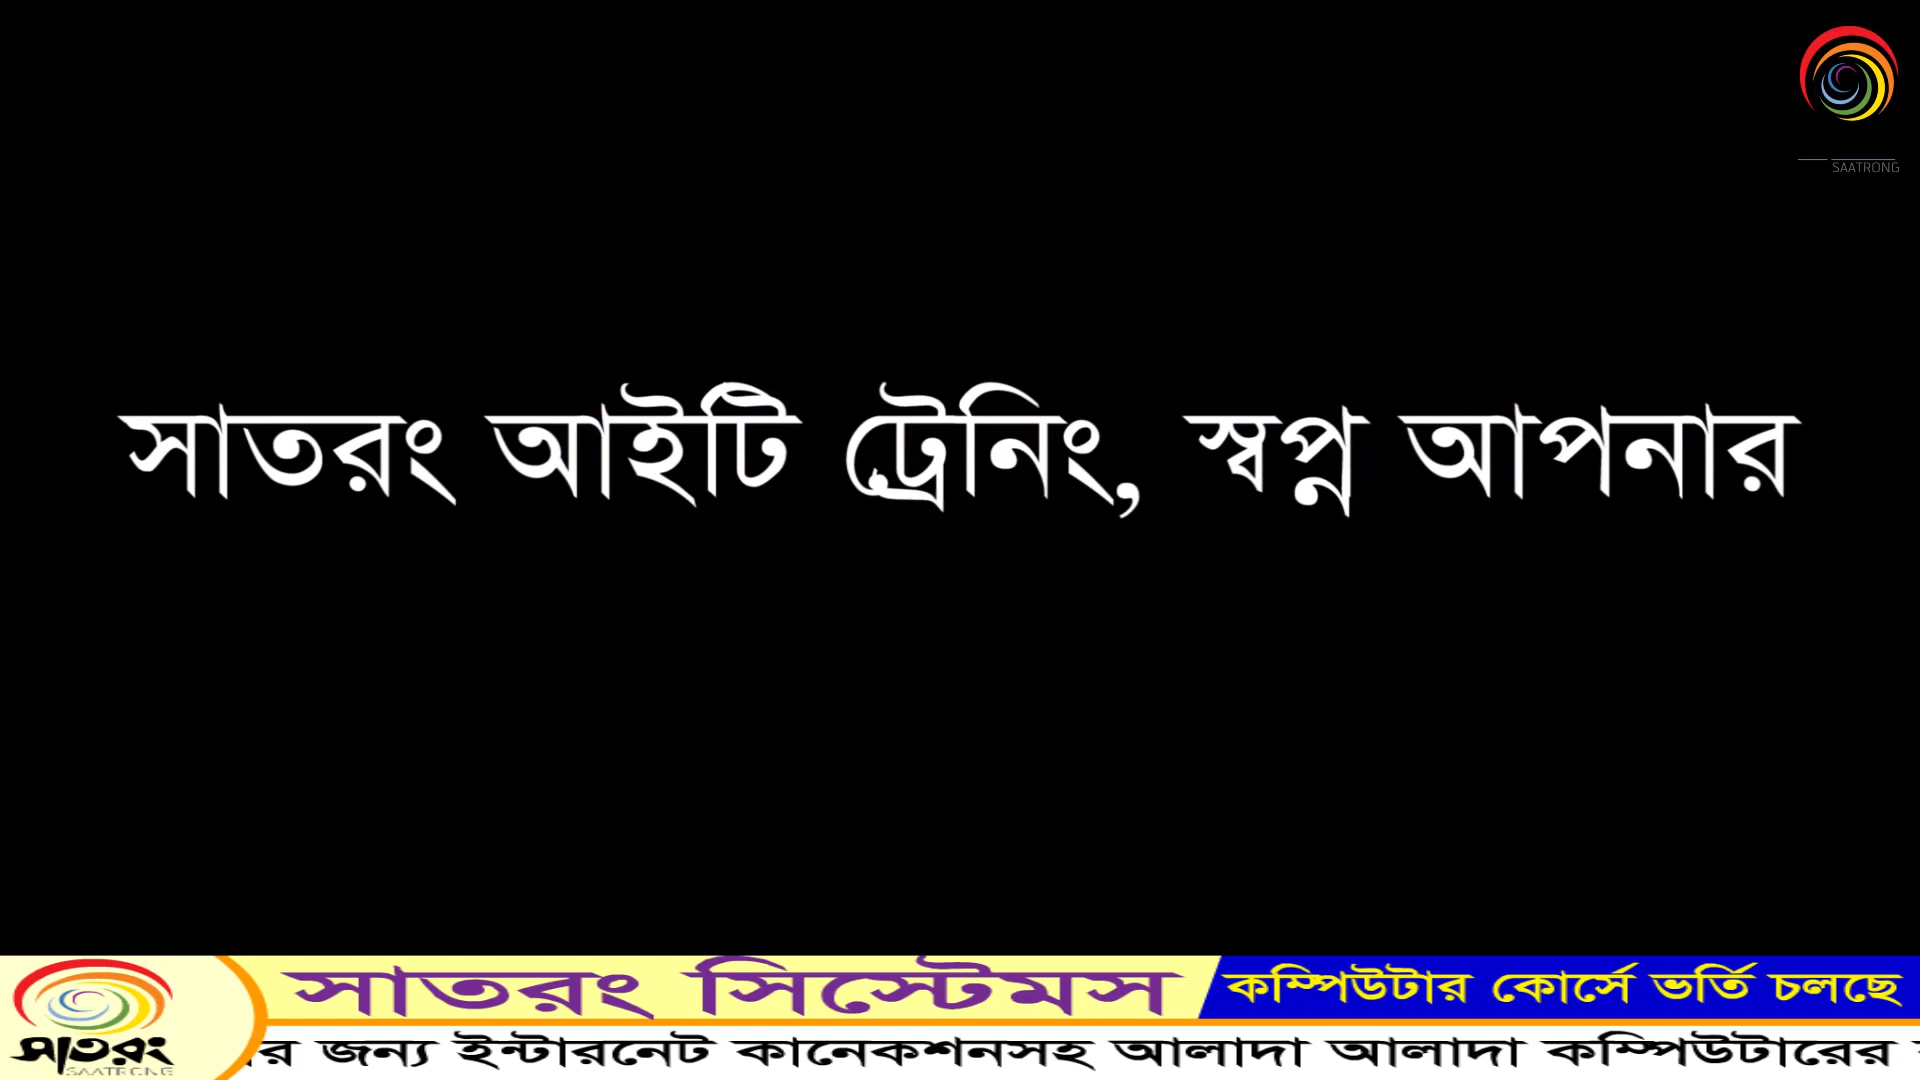 SAATRONG
সাতরং আইটি ট্রেনিং, স্বপ্ন আপনার
সাতরং সিস্টেমস
কম্পিউটার কোর্সে ভর্তি চলছে
সাতরং
SAATRONG
জন্য ইন্টারনেট কানেকশনসহ আলাদা আলাদা কম্পিউটারের